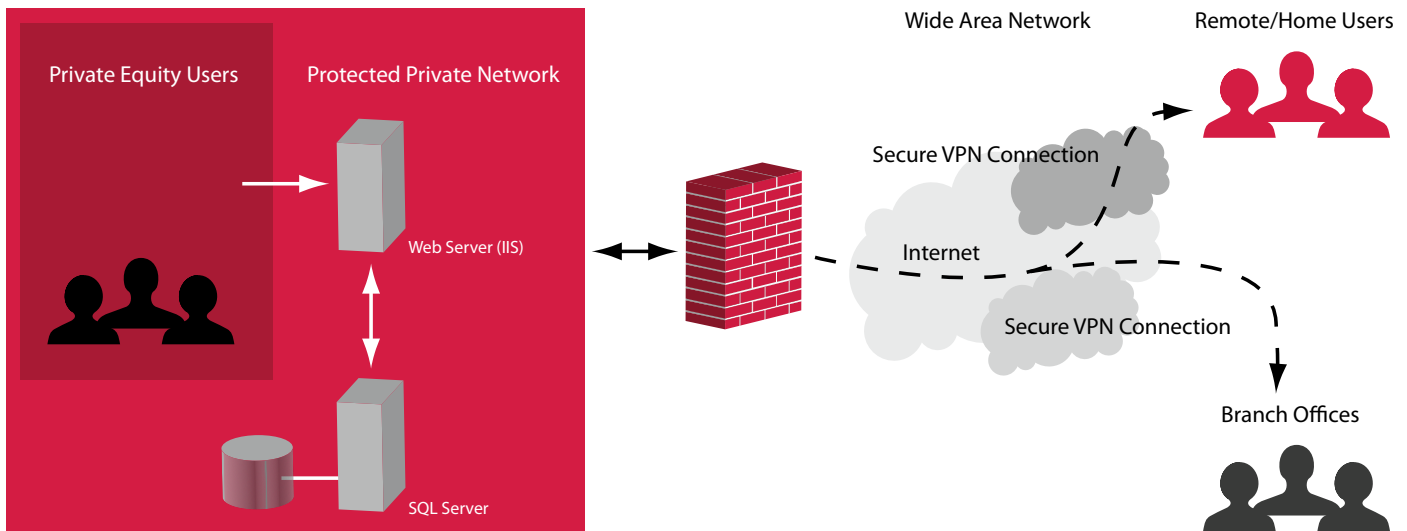 Wide Area Network
Remote/Home Users
Private Equity Users
Protected Private Network
Secure VPN Connection
Web Server (IIS)
Internet
Secure VPN Connection
Branch Offices
SQL Server